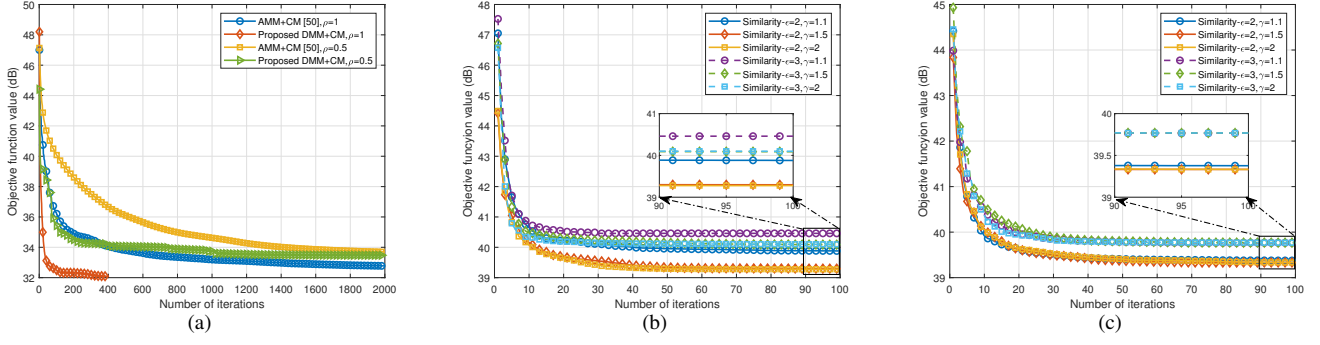 50
48
46
44
42
40
38
36
34
32
0 200 400 600 800 1000 1200 1400 1600 1800 2000
Objective function value (dB)
Number of iterations
AMM+CM [50], ρ=1
Proposed DMM+CM, ρ=1
AMM+CM [50], ρ=0.5
Proposed DMM+CM, ρ=0.5
(a)
48
47
46
45
44
43
42
41
40
39
0 10 20 30 40 50 60 70 80 90 100
Objective function value (dB)
Number of iterations
Similarity-ϵ=2, γ=1.1
Similarity-ϵ=2, γ=1.5
Similarity-ϵ=2, γ=2
Similarity-ϵ=3, γ=1.1
Similarity-ϵ=3, γ=1.5
Similarity-ϵ=3, γ=2
41
40
39
90 95 100
(b)
45
44
43
42
41
40
39
0 10 20 30 40 50 60 70 80 90 100
Objective funcyion value (dB)
Number of iterations
Similarity-ϵ=2, γ=1.1
Similarity-ϵ=2, γ=1.5
Similarity-ϵ=2, γ=2
Similarity-ϵ=3, γ=1.1
Similarity-ϵ=3, γ=1.5
Similarity-ϵ=3, γ=2
40
39.5
39
90 95 100
(c)